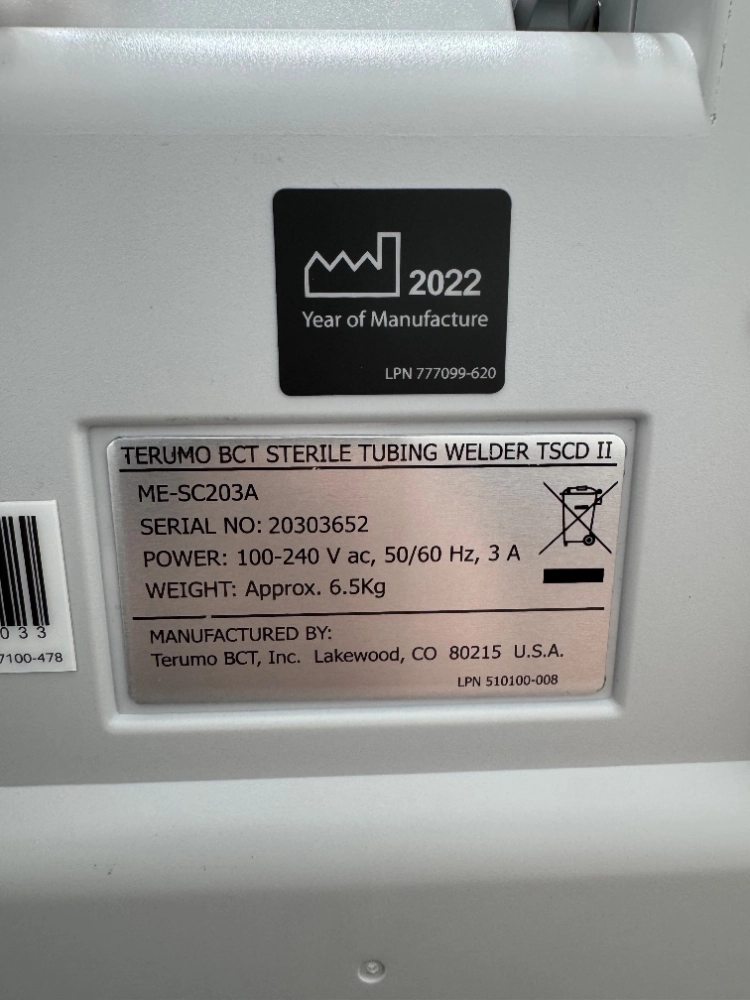 2022
Year of Manufacture
LPN 777099-620
TERUMO BCT STERILE TUBING WELDER TSCD II
ME-SC203A
SERIAL NO: 20303652
POWER: 100-240 V ac, 50/60 Hz, 3 A
WEIGHT: Approx. 6.5Kg
MANUFACTURED BY:
Terumo BCT, Inc. Lakewood, CO 80215 U.S.A.
LPN 510100-008
033
7100-478